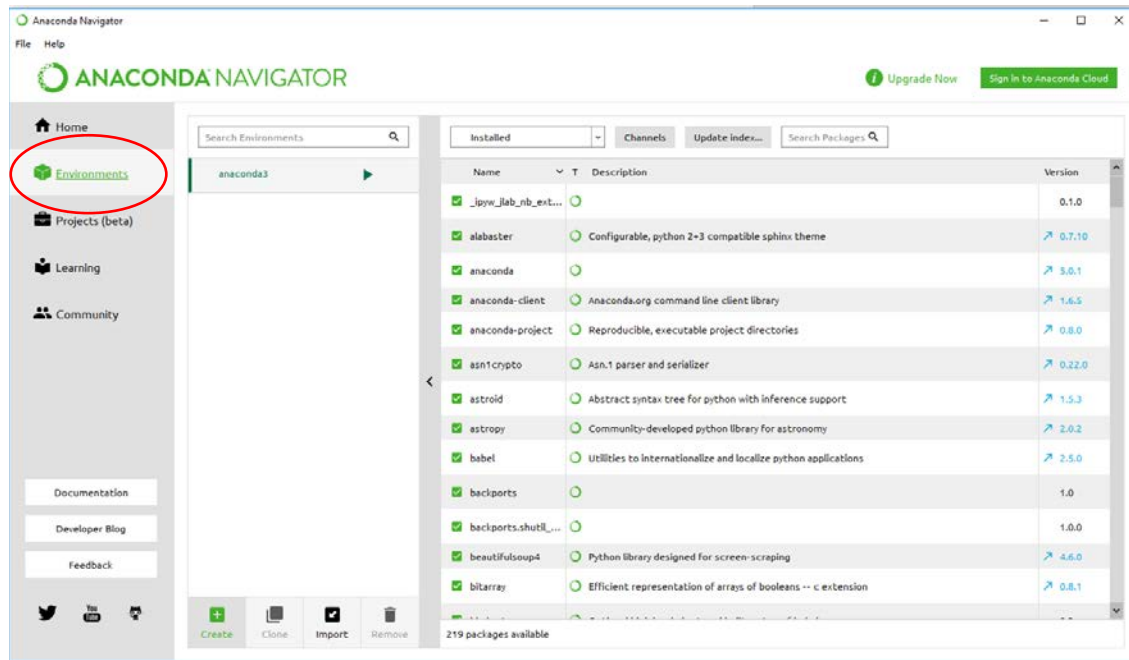 Anaconda Navigator
File Help
ANACONDA NAVIGATOR
Upgrade Now
Sign in to Anaconda Cloud
Home
Environments
Projects (beta)
Learning
Community
Documentation
Developer Blog
Feedback
You Tube
Search Environments
anaconda3
Create Clone Import Remove
Installed Channels Update index... Search Packages
Name T Description Version
_ipyw_jlab_nb_ext... 0.1.0
alabaster Configurable, python 2+3 compatible sphinx theme 0.7.10
anaconda 5.0.1
anaconda-client Anaconda.org command line client library 1.6.5
anaconda-project Reproducible, executable project directories 0.8.0
asn1crypto Asn.1 parser and serializer 0.22.0
astroid Abstract syntax tree for python with inference support 1.5.3
astropy Community-developed python library for astronomy 2.0.2
babel Utilities to internationalize and localize python applications 2.5.0
backports 1.0
backports.shutil_... 1.0.0
beautifulsoup4 Python library designed for screen-scraping 4.6.0
bitarray Efficient representation of arrays of booleans -- c extension 0.8.1
219 packages available